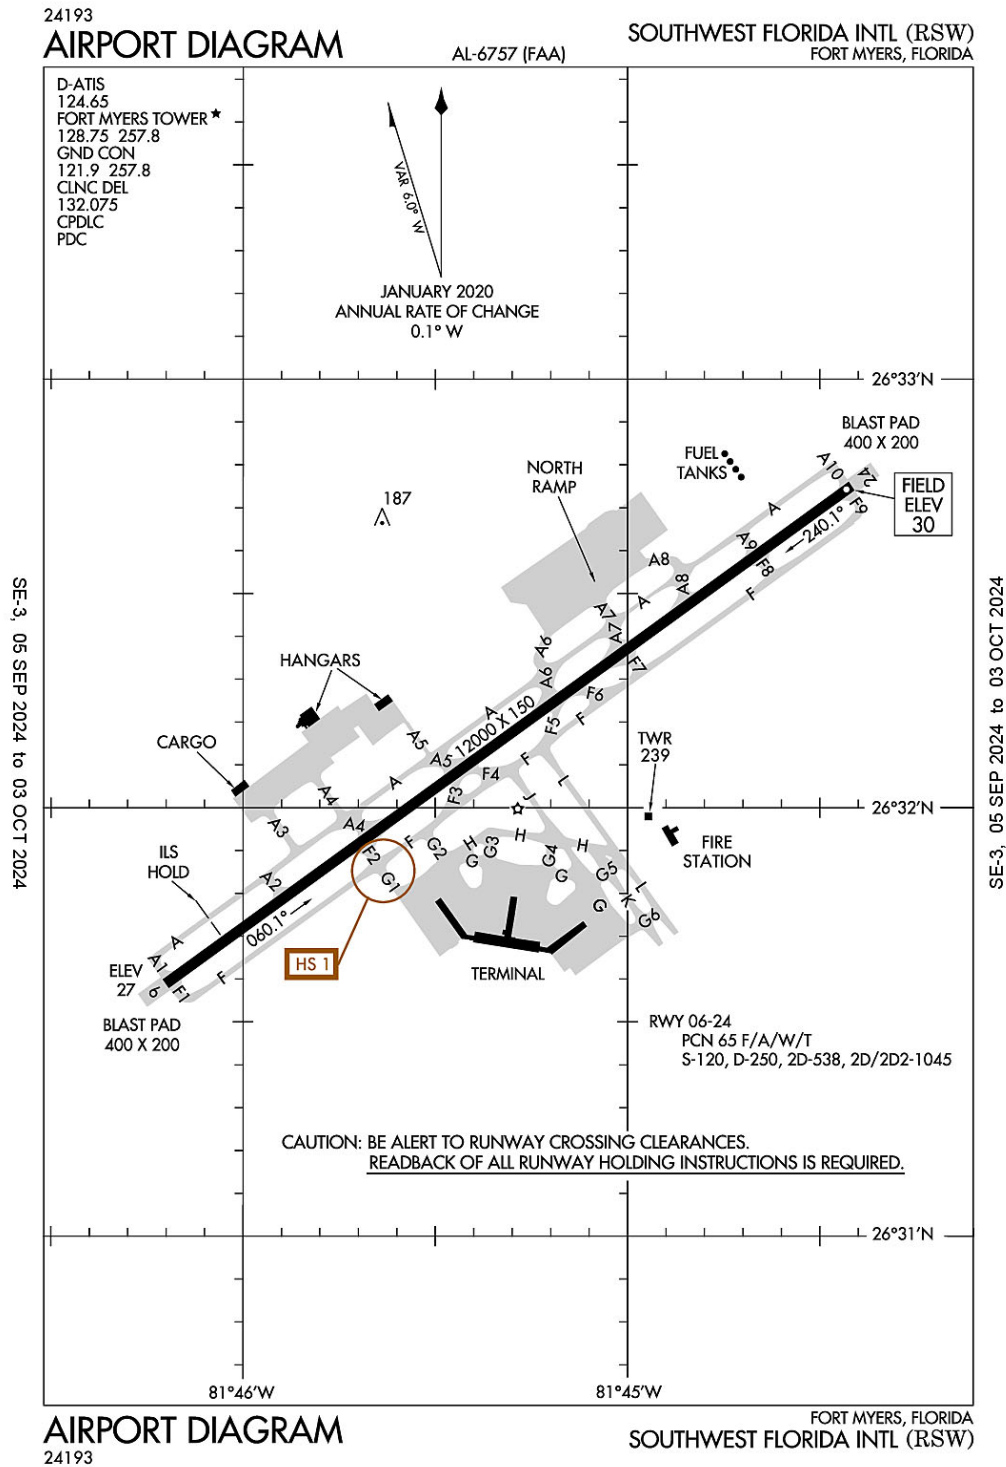 24193
AIRPORT DIAGRAM
AL-6757 (FAA)
SOUTHWEST FLORIDA INTL (RSW)
FORT MYERS, FLORIDA
D-ATIS
124.65
FORT MYERS TOWER ★
128.75 257.8
GND CON
121.9 257.8
CLNC DEL
132.075
CPDLC
PDC
VAR 6.0° W
JANUARY 2020
ANNUAL RATE OF CHANGE
0.1° W
26°33'N
BLAST PAD
400 X 200
FUEL
TANKS
NORTH
RAMP
187
A10
24
F9
FIELD
ELEV
30
A
240.1°
A9
F8
F
A8
A8
A
A7
A7
F7
A6
A6
F6
F
F5
A
12000 X 150
HANGARS
A5
A5
F4
F
L
J
F3
CARGO
TWR
239
26°32'N
FIRE
STATION
A
A4
A4
A3
F2
F
G2
H
G
G3
H
G4
G
H
G5
G
K
L
G6
G1
ILS
HOLD
A2
060.1°
A
A1
ELEV
27
6
F1
F
HS 1
TERMINAL
BLAST PAD
400 X 200
RWY 06-24
PCN 65 F/A/W/T
S-120, D-250, 2D-538, 2D/2D2-1045
CAUTION: BE ALERT TO RUNWAY CROSSING CLEARANCES.
READBACK OF ALL RUNWAY HOLDING INSTRUCTIONS IS REQUIRED.
26°31'N
81°46'W
81°45'W
SE-3, 05 SEP 2024 to 03 OCT 2024
SE-3, 05 SEP 2024 to 03 OCT 2024
AIRPORT DIAGRAM
24193
FORT MYERS, FLORIDA
SOUTHWEST FLORIDA INTL (RSW)